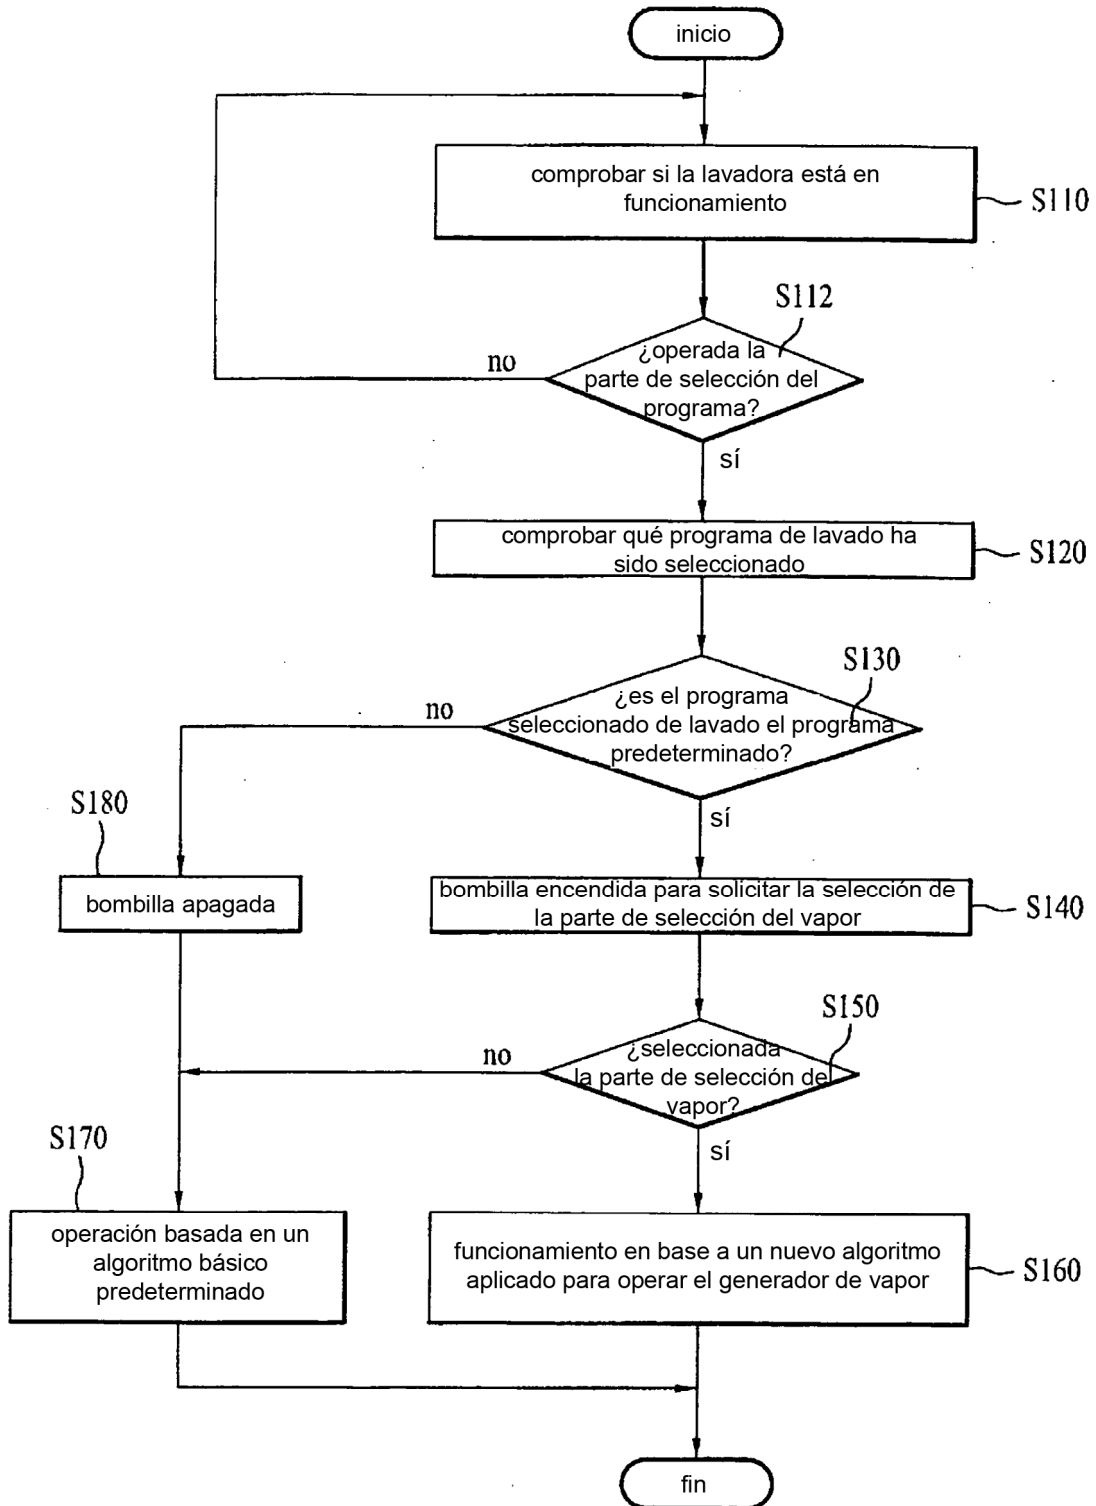 inicio
comprobar si la lavadora está en
funcionamiento
S110
S112
¿operada la
parte de selección del
programa?
no
sí
comprobar qué programa de lavado ha
sido seleccionado
S120
S130
¿es el programa
seleccionado de lavado el programa
predeterminado?
no
sí
S180
bombilla apagada
bombilla encendida para solicitar la selección de
la parte de selección del vapor
S140
S150
¿seleccionada
la parte de selección del
vapor?
no
sí
S170
operación basada en un
algoritmo básico
predeterminado
funcionamiento en base a un nuevo algoritmo
aplicado para operar el generador de vapor
S160
fin